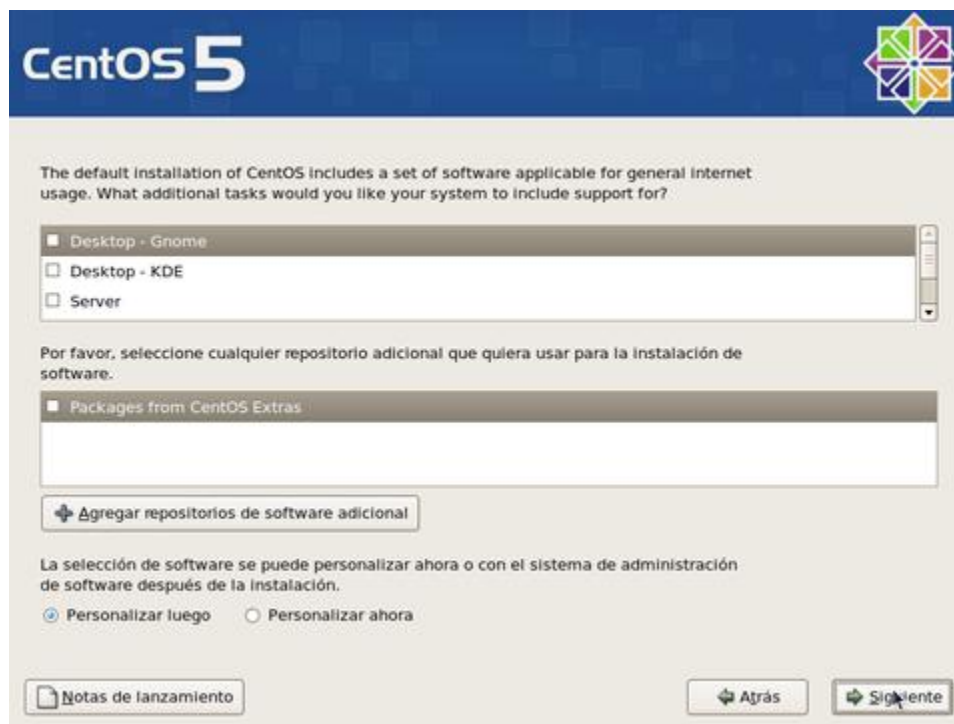 CentOS 5
The default installation of CentOS includes a set of software applicable for general internet
usage. What additional tasks would you like your system to include support for?
Desktop - Gnome
Desktop - KDE
Server
Por favor, seleccione cualquier repositorio adicional que quiera usar para la instalación de
software.
Packages from CentOS Extras
Agregar repositorios de software adicional
La selección de software se puede personalizar ahora o con el sistema de administración
de software después de la instalación.
Personalizar luego Personalizar ahora
Notas de lanzamiento Atrás Siguiente